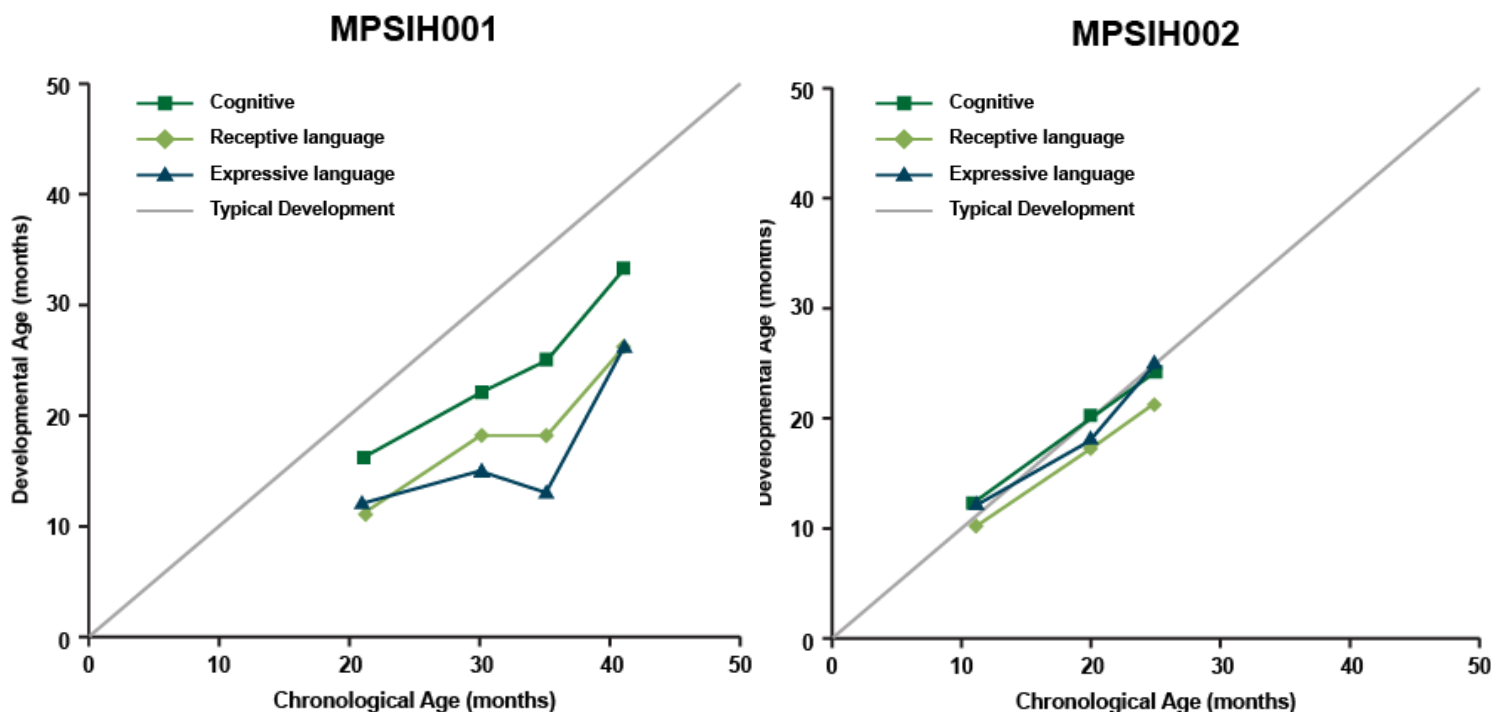 MPSIH001
Cognitive
Receptive language
Expressive language
Typical Development
Developmental Age (months)
50
40
30
20
10
0
0 10 20 30 40 50
Chronological Age (months)
MPSIH002
Cognitive
Receptive language
Expressive language
Typical Development
Developmental Age (months)
50
40
30
20
10
0
0 10 20 30 40 50
Chronological Age (months)